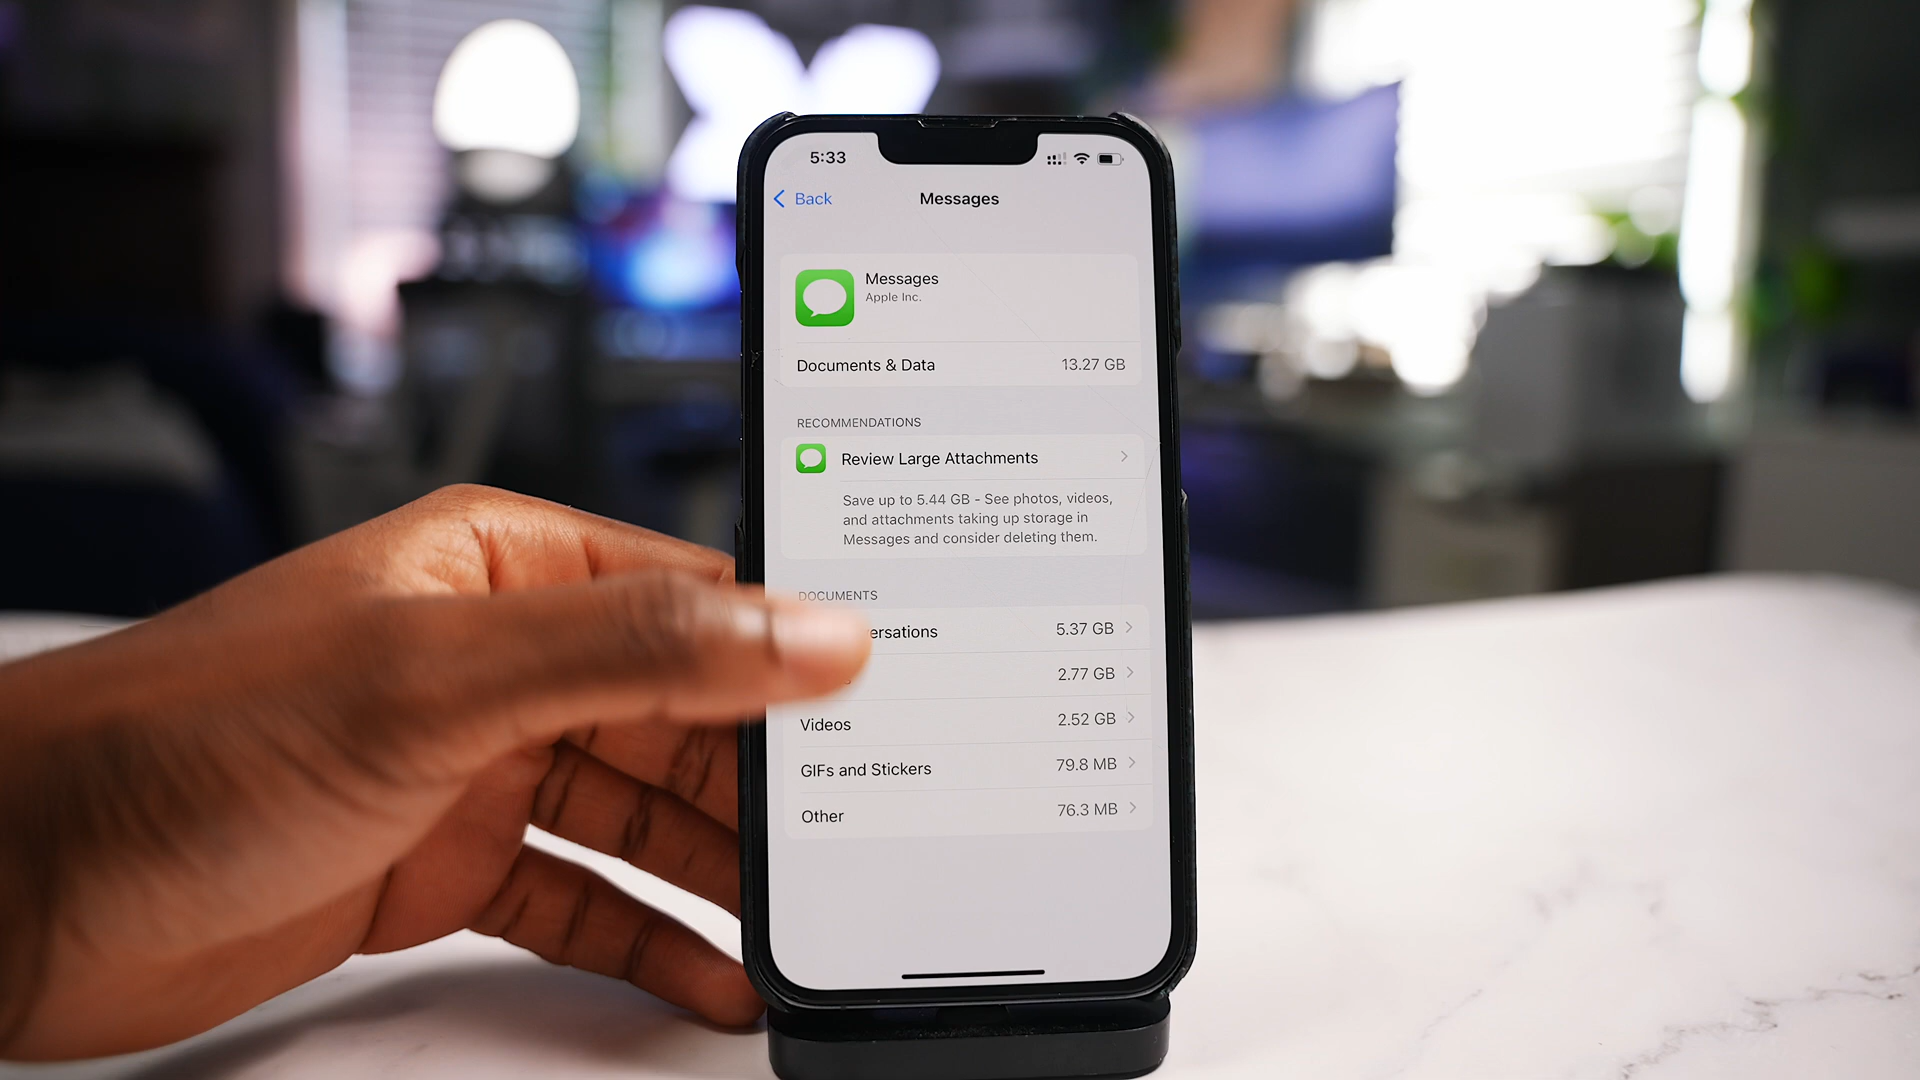 5:33
Back
Messages
Messages
Apple Inc.
Documents & Data 13.27 GB
RECOMMENDATIONS
Review Large Attachments
Save up to 5.44 GB - See photos, videos,
and attachments taking up storage in
Messages and consider deleting them.
DOCUMENTS
ersations 5.37 GB
2.77 GB
Videos 2.52 GB
GIFs and Stickers 79.8 MB
Other 76.3 MB